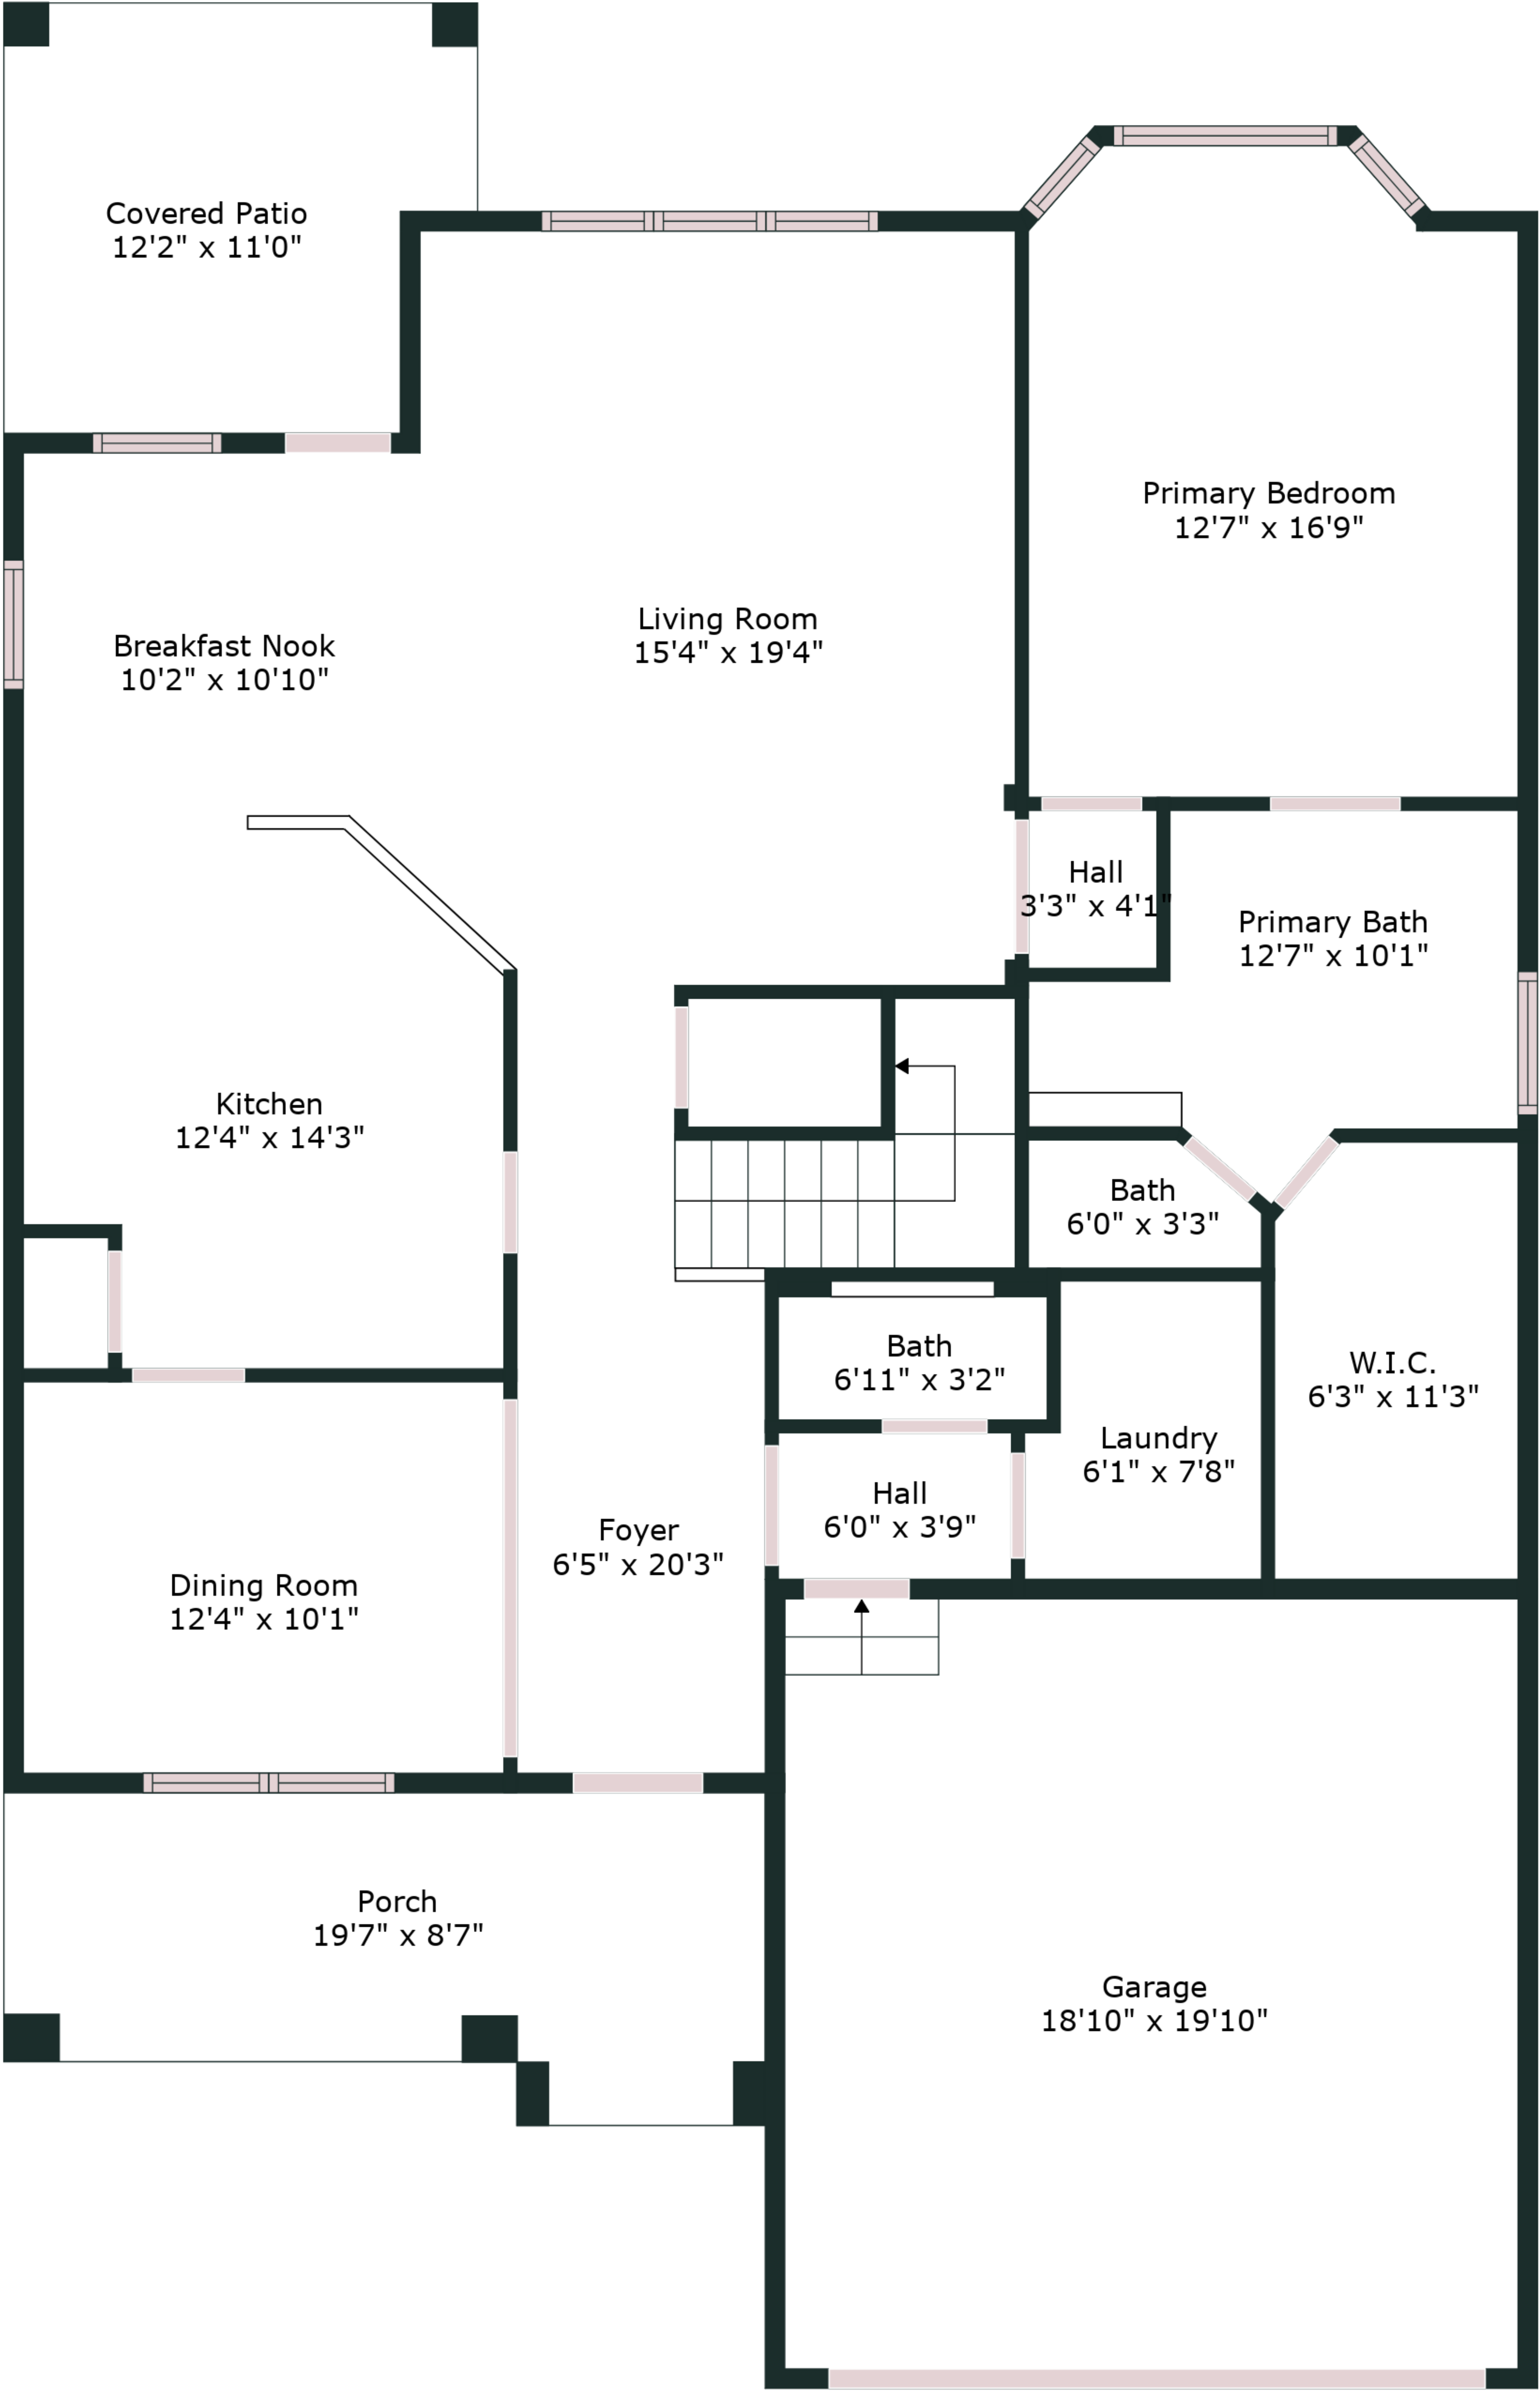 Covered Patio
12'2" x 11'0"
Primary Bedroom
12'7" x 16'9"
Living Room
15'4" x 19'4"
Breakfast Nook
10'2" x 10'10"
Hall
3'3" x 4'1"
Primary Bath
12'7" x 10'1"
Kitchen
12'4" x 14'3"
Bath
6'0" x 3'3"
Bath
6'11" x 3'2"
W.I.C.
6'3" x 11'3"
Laundry
6'1" x 7'8"
Hall
6'0" x 3'9"
Foyer
6'5" x 20'3"
Dining Room
12'4" x 10'1"
Porch
19'7" x 8'7"
Garage
18'10" x 19'10"